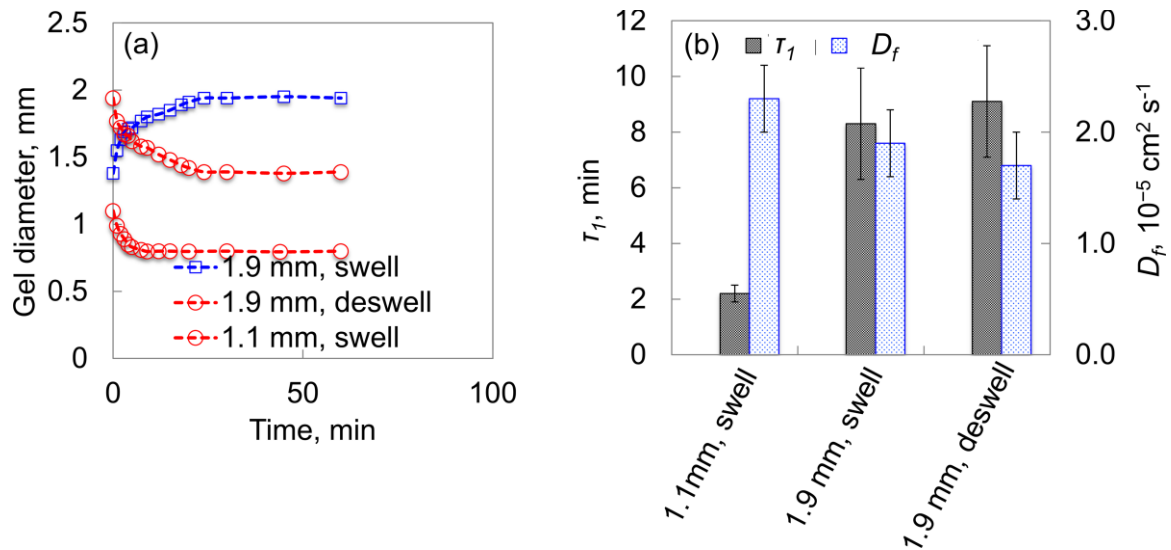 (a)
Gel diameter, mm
2.5
2
1.5
1
0.5
0
1.9 mm, swell
1.9 mm, deswell
1.1 mm, swell
0
50
100
Time, min
(b)
τ1
Df
τ1, min
12
10
8
6
4
2
0
3.0
2.0
1.0
0.0
Df, 10⁻⁵ cm² s⁻¹
1.1mm, swell
1.9 mm, swell
1.9 mm, deswell